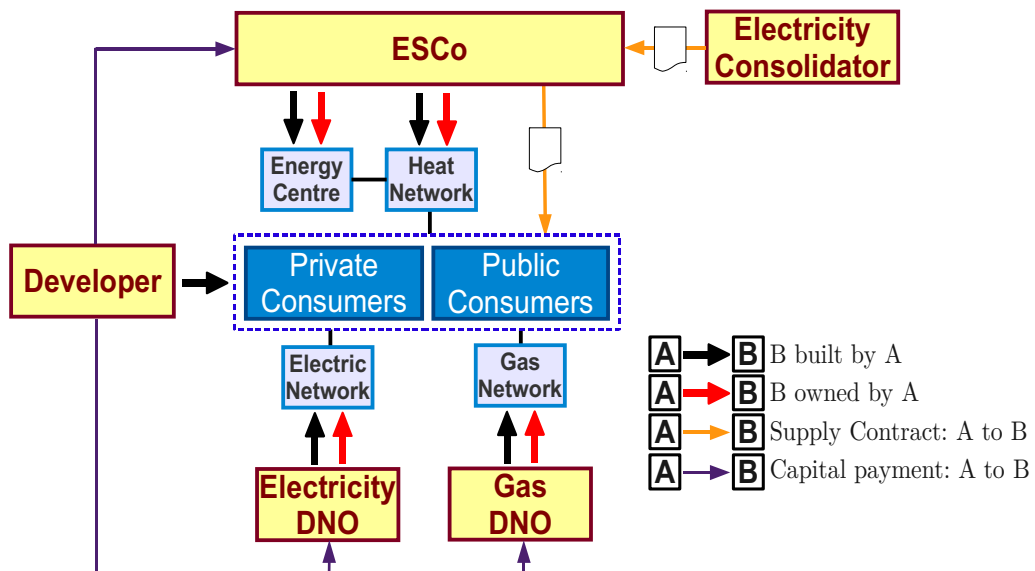 ESCo
Electricity
Consolidator
Energy
Centre
Heat
Network
Developer
Private
Consumers
Public
Consumers
Electric
Network
Gas
Network
Electricity
DNO
Gas
DNO
A B B built by A
A B B owned by A
A B Supply Contract: A to B
A B Capital payment: A to B